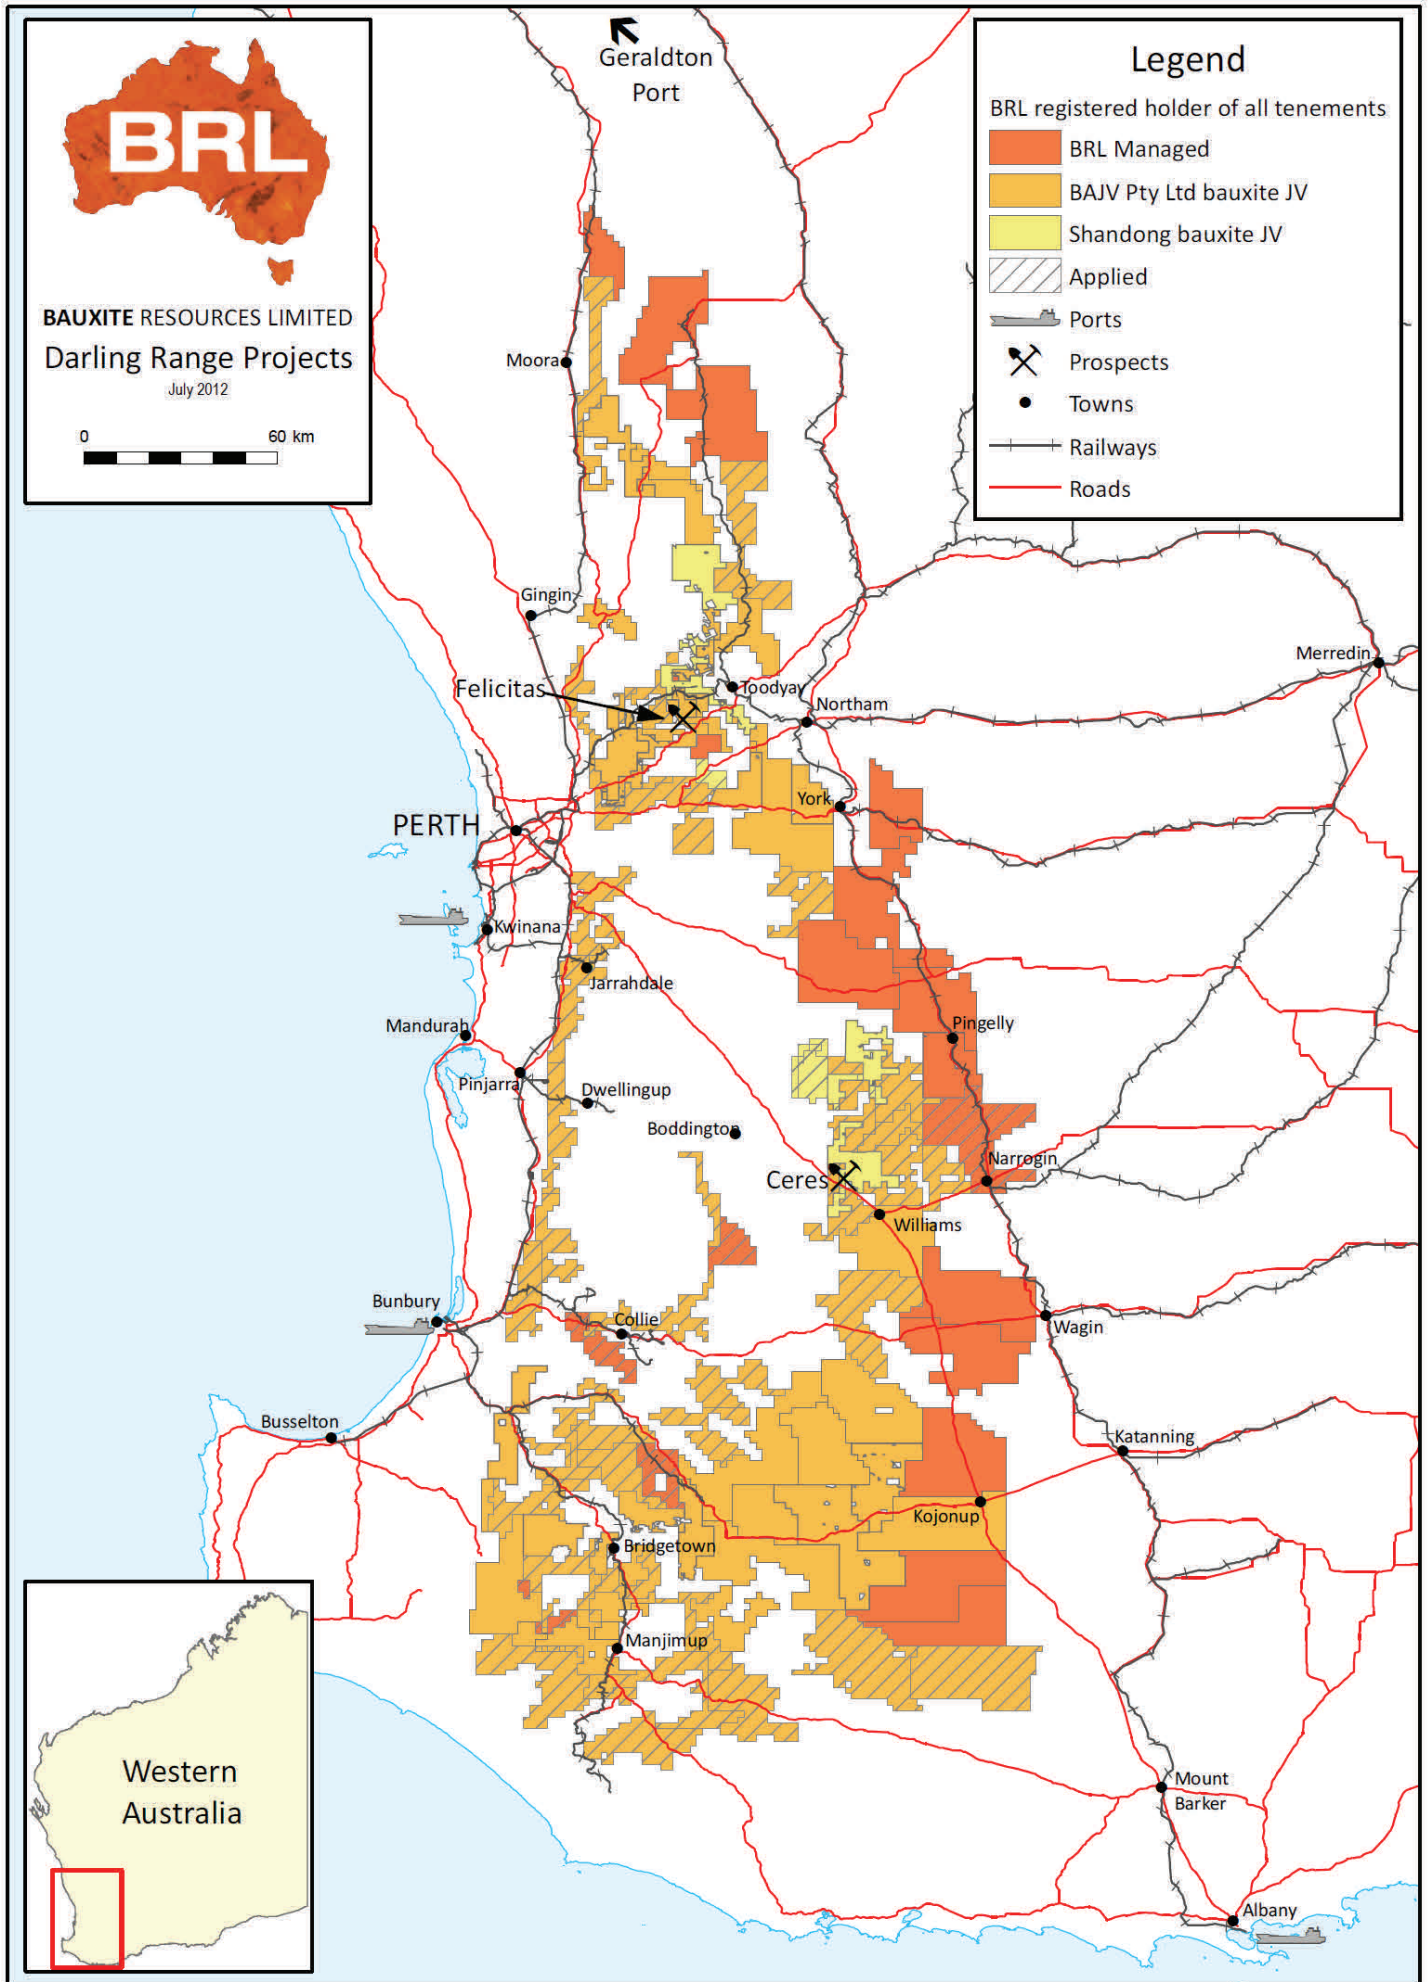 BRL
BAUXITE RESOURCES LIMITED
Darling Range Projects
July 2012
0 60 km
Geraldton
Port
Legend
BRL registered holder of all tenements
BRL Managed
BAJV Pty Ltd bauxite JV
Shandong bauxite JV
Applied
Ports
Prospects
Towns
Railways
Roads
Moora
Gingin
Merredin
Felicitas
Toodyay
Northam
York
PERTH
Kwinana
Jarrahdale
Mandurah
Pingelly
Pinjarra
Dwellingup
Boddington
Narrogin
Ceres
Williams
Bunbury
Collie
Wagin
Busselton
Katanning
Kojonup
Bridgetown
Manjimup
Western
Australia
Mount
Barker
Albany